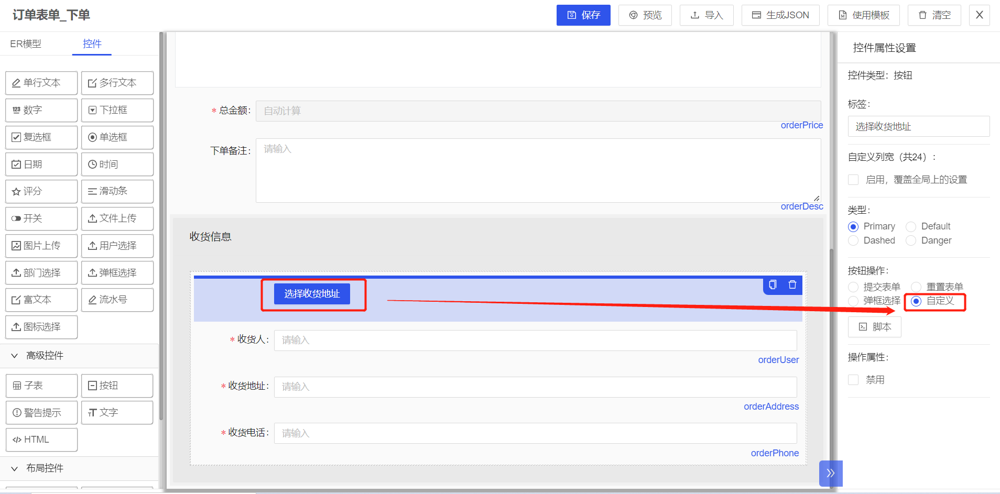 订单表单_下单
保存
预览
导入
生成JSON
使用模板
清空
X
ER模型
控件
单行文本
多行文本
123 数字
下拉框
复选框
单选框
日期
时间
评分
滑动条
开关
文件上传
图片上传
用户选择
部门选择
弹框选择
富文本
流水号
图标选择
高级控件
子表
按钮
警告提示
TT 文字
</> HTML
布局控件
* 总金额：
自动计算
orderPrice
下单备注：
请输入
orderDesc
收货信息
选择收货地址
* 收货人：
请输入
orderUser
* 收货地址：
请输入
orderAddress
* 收货电话：
请输入
orderPhone
控件属性设置
控件类型：按钮
标签：
选择收货地址
自定义列宽（共24）：
启用，覆盖全局上的设置
类型：
Primary
Default
Dashed
Danger
按钮操作：
提交表单
重置表单
弹框选择
自定义
脚本
操作属性：
禁用